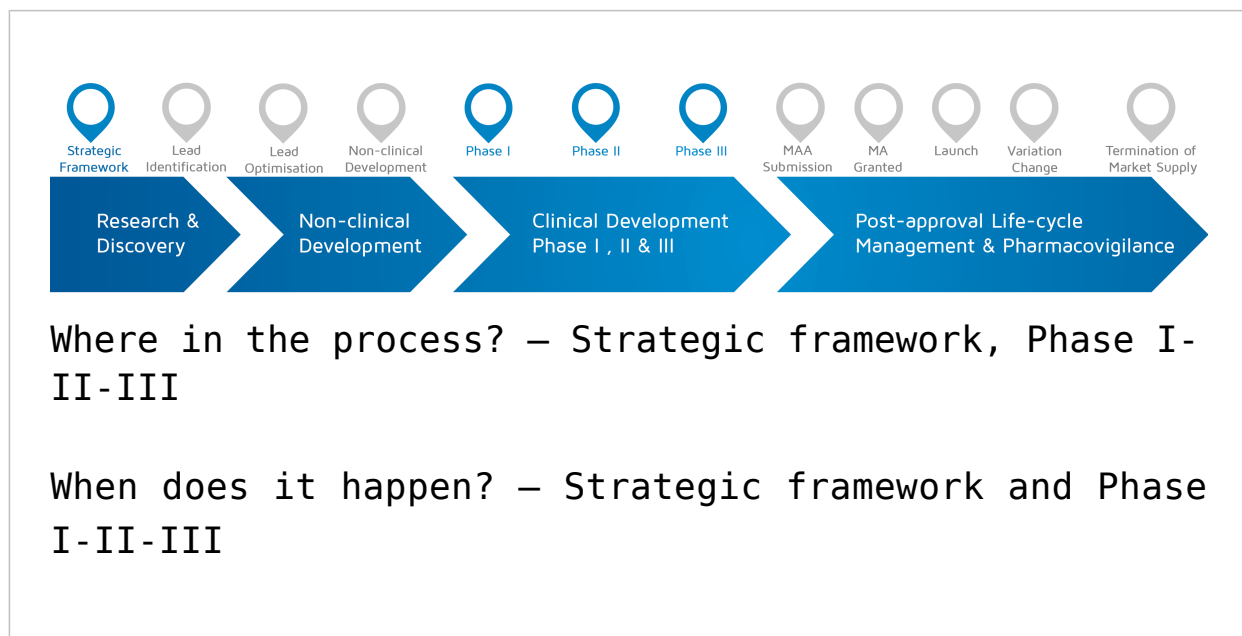 Strategic
Framework
Lead
Identification
Lead
Optimisation
Non-clinical
Development
Phase I
Phase II
Phase III
MAA
Submission
MA
Granted
Launch
Variation
Change
Termination of
Market Supply
Research &
Discovery
Non-clinical
Development
Clinical Development
Phase I , II & III
Post-approval Life-cycle
Management & Pharmacovigilance
Where in the process? – Strategic framework, Phase I-
II-III
When does it happen? – Strategic framework and Phase
I-II-III